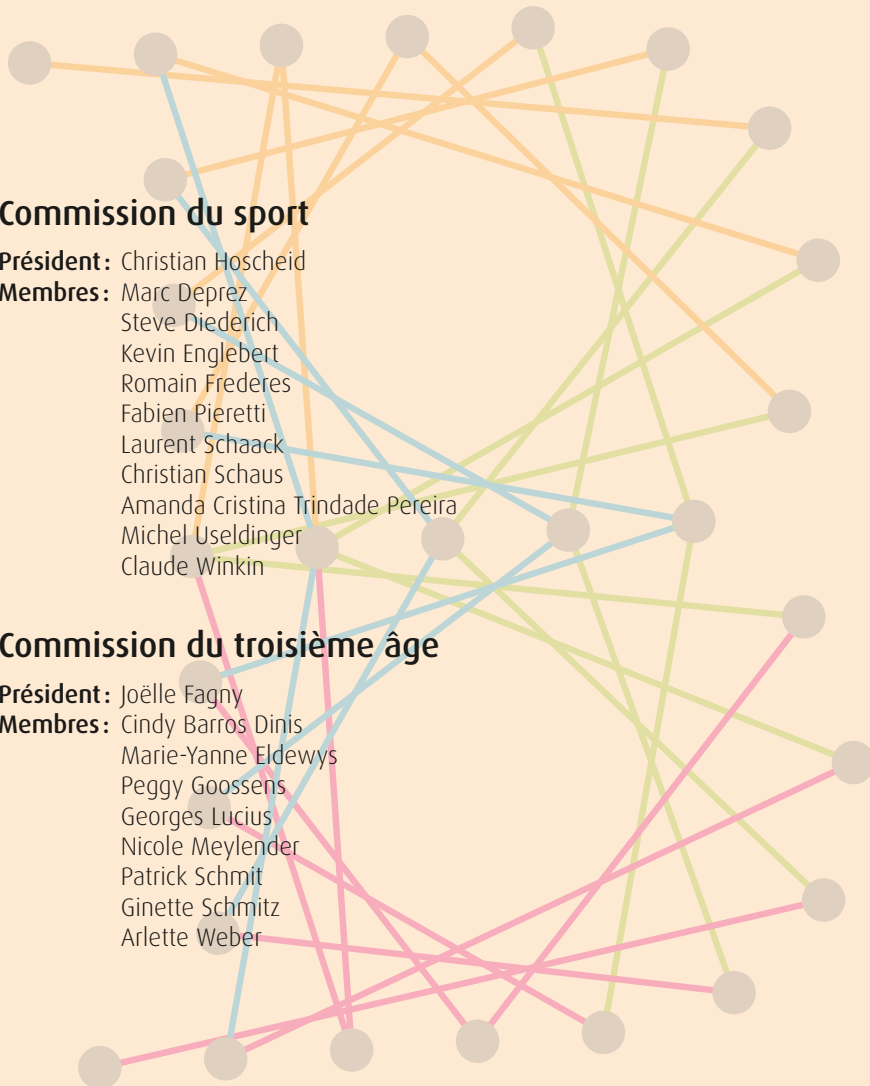 Commission du sport
Président : Christian Hoscheid
Membres : Marc Deprez
Steve Diederich
Kevin Englebert
Romain Frederes
Fabien Pieretti
Laurent Schaack
Christian Schaus
Amanda Cristina Trindade Pereira
Michel Useldinger
Claude Winkin
Commission du troisième âge
Président : Joëlle Fagny
Membres : Cindy Barros Dinis
Marie-Yanne Eldewys
Peggy Goossens
Georges Lucius
Nicole Meylender
Patrick Schmit
Ginette Schmitz
Arlette Weber